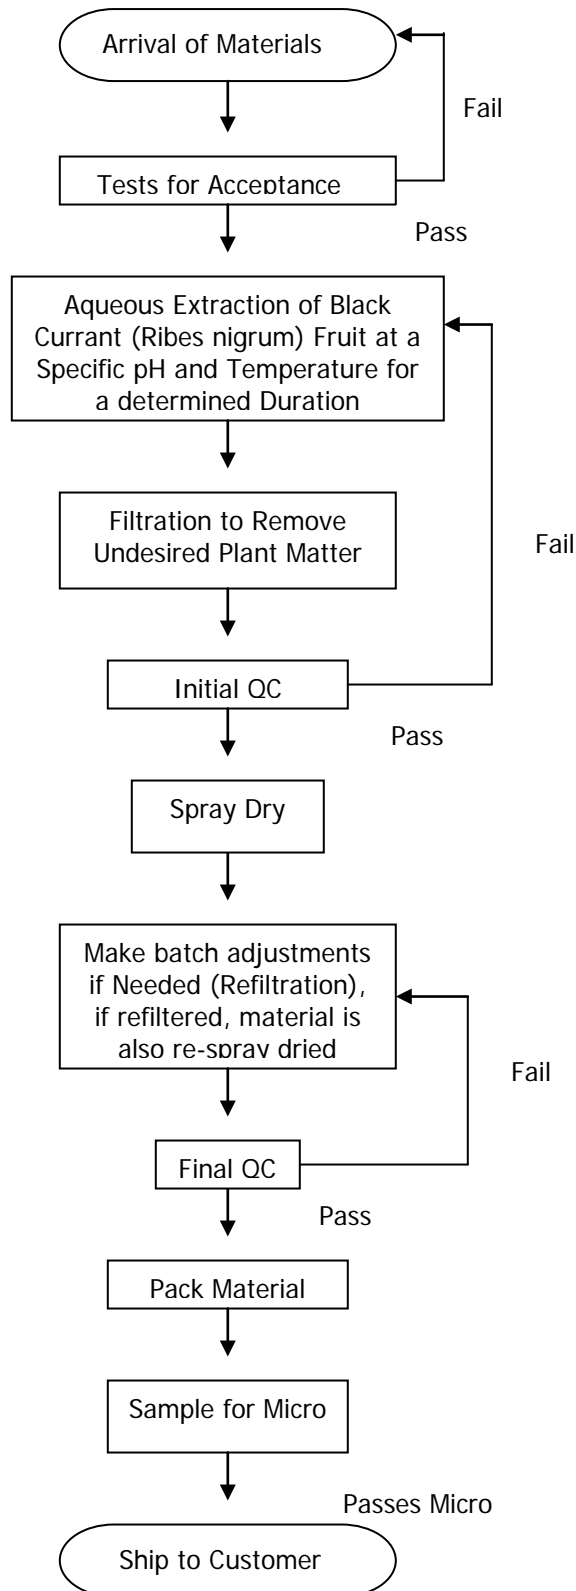 Arrival of Materials
Fail
Tests for Acceptance
Pass
Aqueous Extraction of Black
Currant (Ribes nigrum) Fruit at a
Specific pH and Temperature for
a determined Duration
Filtration to Remove
Undesired Plant Matter
Fail
Initial QC
Pass
Spray Dry
Make batch adjustments
if Needed (Refiltration),
if refiltered, material is
also re-spray dried
Fail
Final QC
Pass
Pack Material
Sample for Micro
Passes Micro
Ship to Customer